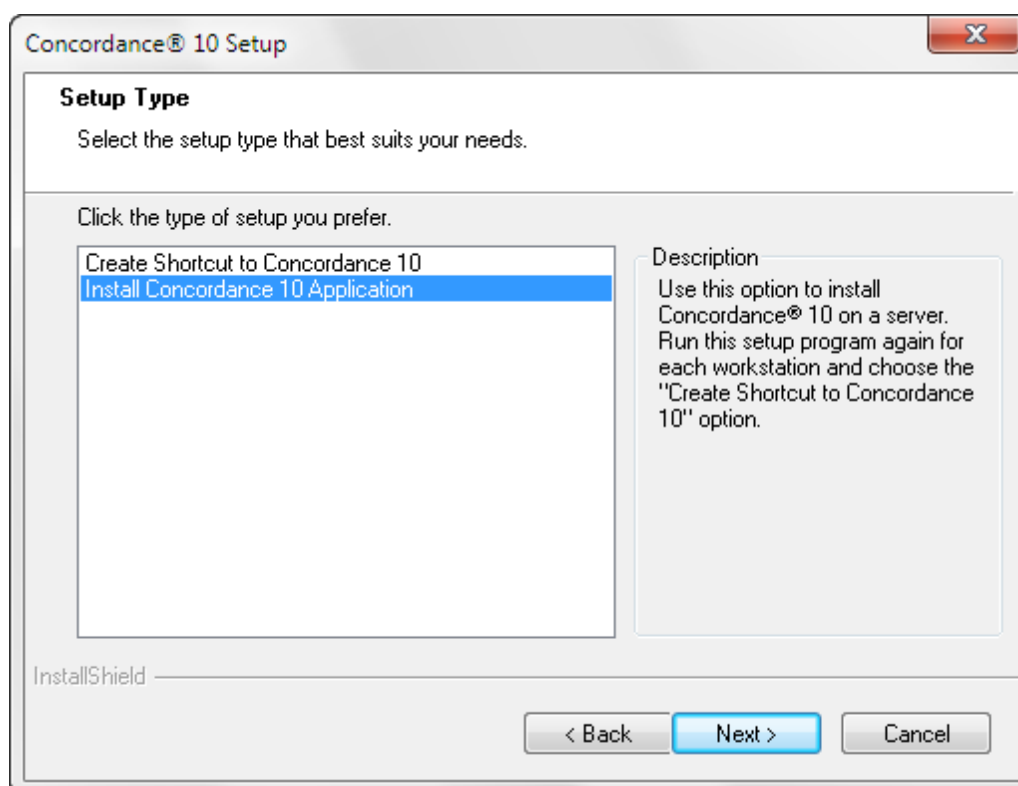 Concordance® 10 Setup
Setup Type
Select the setup type that best suits your needs.
Click the type of setup you prefer.
Create Shortcut to Concordance 10
Install Concordance 10 Application
Description
Use this option to install
Concordance® 10 on a server.
Run this setup program again for
each workstation and choose the
"Create Shortcut to Concordance
10" option.
InstallShield
< Back
Next >
Cancel